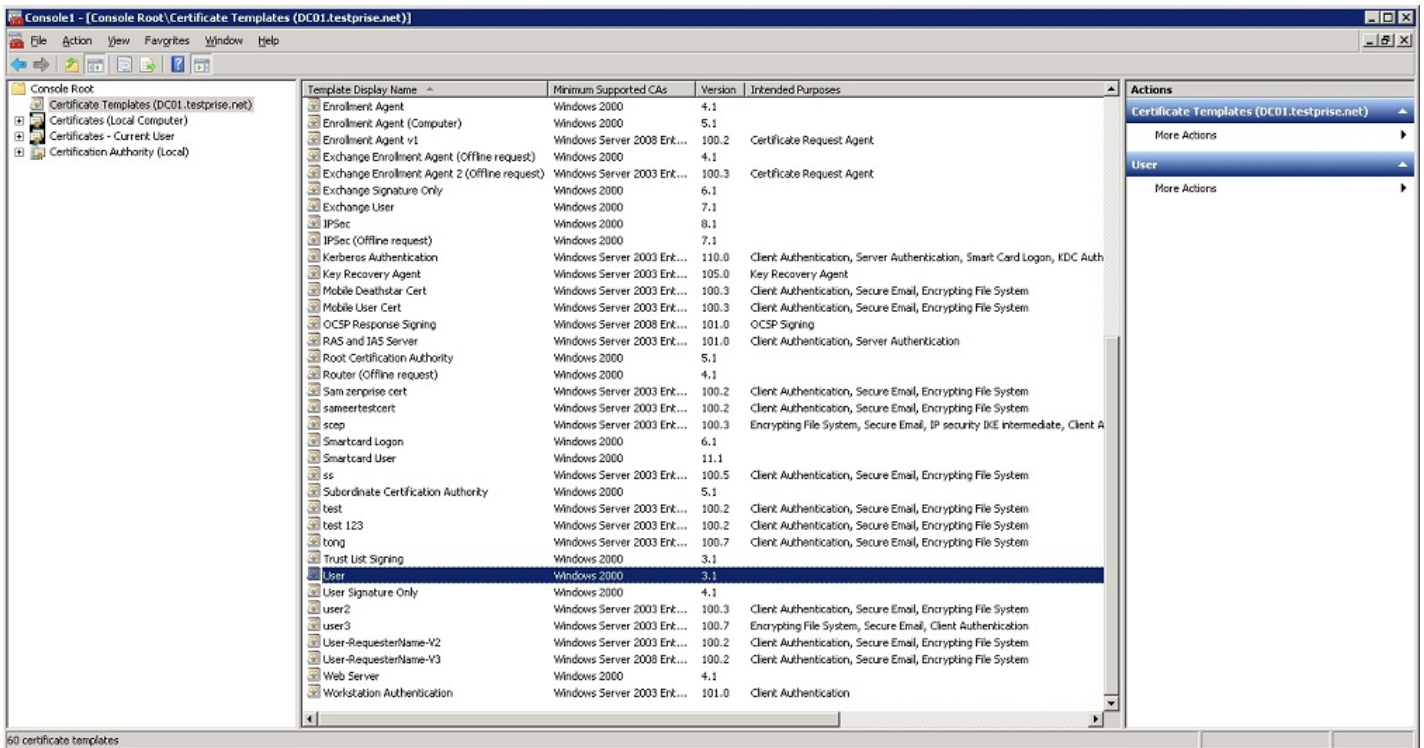 Console1 - [Console Root\Certificate Templates (DC01.testprise.net)]
File Action View Favorites Window Help
Console Root
Certificate Templates (DC01.testprise.net)
Certificates (Local Computer)
Certificates - Current User
Certification Authority (Local)
Template Display Name Minimum Supported CAs Version Intended Purposes
Enrollment Agent Windows 2000 4.1
Enrollment Agent (Computer) Windows 2000 5.1
Enrollment Agent v1 Windows Server 2008 Ent... 100.2 Certificate Request Agent
Exchange Enrollment Agent (Offline request) Windows 2000 4.1
Exchange Enrollment Agent 2 (Offline request) Windows Server 2003 Ent... 100.3 Certificate Request Agent
Exchange Signature Only Windows 2000 6.1
Exchange User Windows 2000 7.1
IPSec Windows 2000 8.1
IPSec (Offline request) Windows 2000 7.1
Kerberos Authentication Windows Server 2003 Ent... 110.0 Client Authentication, Server Authentication, Smart Card Logon, KDC Auth
Key Recovery Agent Windows Server 2003 Ent... 105.0 Key Recovery Agent
Mobile Deathstar Cert Windows Server 2003 Ent... 100.3 Client Authentication, Secure Email, Encrypting File System
Mobile User Cert Windows Server 2003 Ent... 100.3 Client Authentication, Secure Email, Encrypting File System
OCSP Response Signing Windows Server 2008 Ent... 101.0 OCSP Signing
RAS and IAS Server Windows Server 2003 Ent... 101.0 Client Authentication, Server Authentication
Root Certification Authority Windows 2000 5.1
Router (Offline request) Windows 2000 4.1
Sam zenprise cert Windows Server 2003 Ent... 100.2 Client Authentication, Secure Email, Encrypting File System
sameertestcert Windows Server 2003 Ent... 100.2 Client Authentication, Secure Email, Encrypting File System
scep Windows Server 2003 Ent... 100.3 Encrypting File System, Secure Email, IP security IKE intermediate, Client A
Smartcard Logon Windows 2000 6.1
Smartcard User Windows 2000 11.1
ss Windows Server 2003 Ent... 100.5 Client Authentication, Secure Email, Encrypting File System
Subordinate Certification Authority Windows 2000 5.1
test Windows Server 2003 Ent... 100.2 Client Authentication, Secure Email, Encrypting File System
test 123 Windows Server 2003 Ent... 100.2 Client Authentication, Secure Email, Encrypting File System
tong Windows Server 2003 Ent... 100.7 Client Authentication, Secure Email, Encrypting File System
Trust List Signing Windows 2000 3.1
User Windows 2000 3.1
User Signature Only Windows 2000 4.1
user2 Windows Server 2003 Ent... 100.3 Client Authentication, Secure Email, Encrypting File System
user3 Windows Server 2003 Ent... 100.7 Encrypting File System, Secure Email, Client Authentication
User-RequesterName-V2 Windows Server 2003 Ent... 100.2 Client Authentication, Secure Email, Encrypting File System
User-RequesterName-V3 Windows Server 2008 Ent... 100.2 Client Authentication, Secure Email, Encrypting File System
Web Server Windows 2000 4.1
Workstation Authentication Windows Server 2003 Ent... 101.0 Client Authentication
Actions
Certificate Templates (DC01.testprise.net)
More Actions
User
More Actions
60 certificate templates